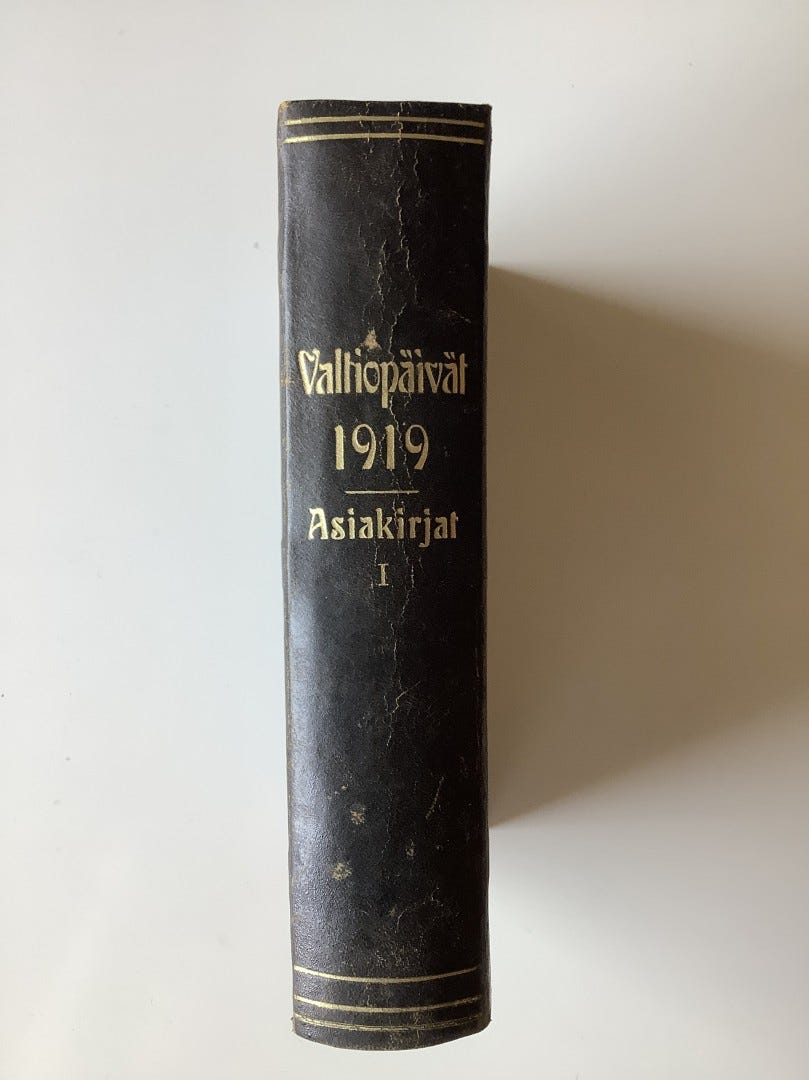 Valtiopäivät
1919
Asiakirjat
I